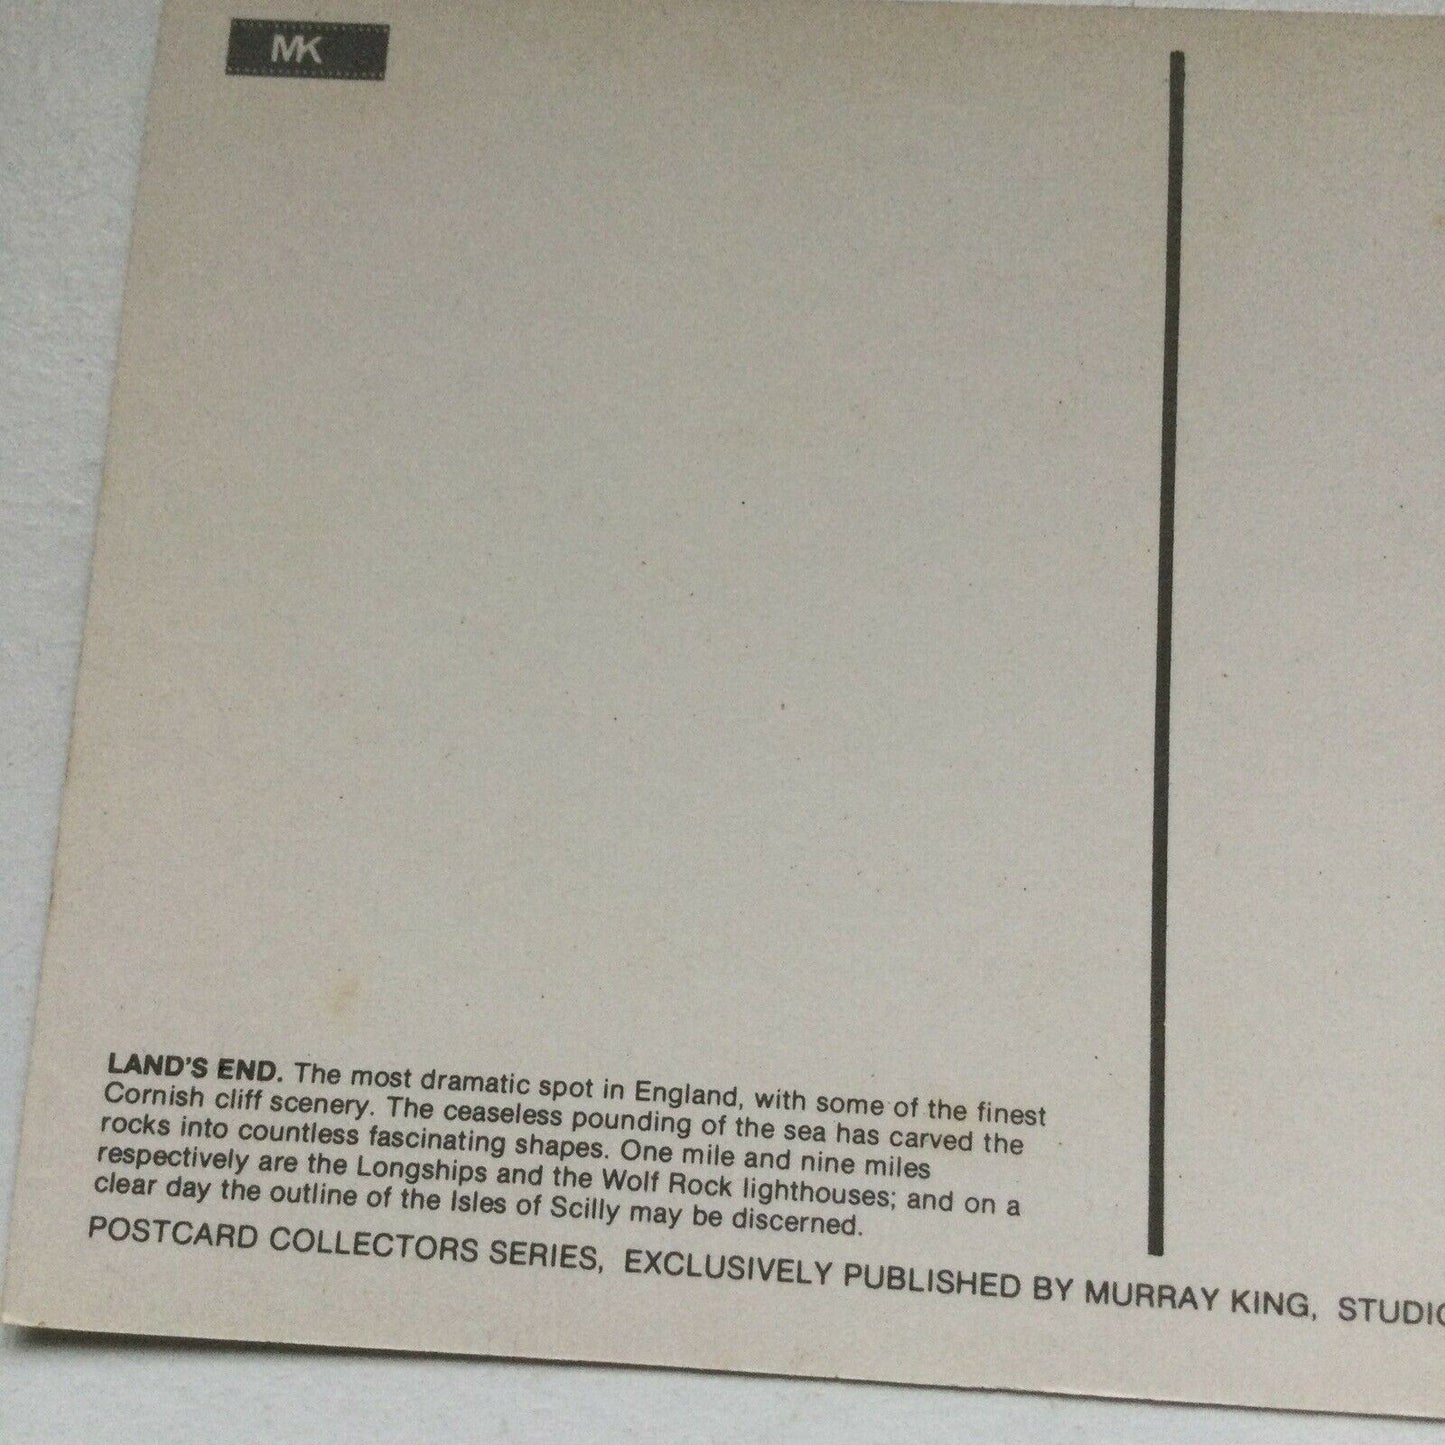 MK
LAND'S END. The most dramatic spot in England, with some of the finest
Cornish cliff scenery. The ceaseless pounding of the sea has carved the
rocks into countless fascinating shapes. One mile and nine miles
respectively are the Longships and the Wolf Rock lighthouses; and on a
clear day the outline of the Isles of Scilly may be discerned.
POSTCARD COLLECTORS SERIES, EXCLUSIVELY PUBLISHED BY MURRAY KING,